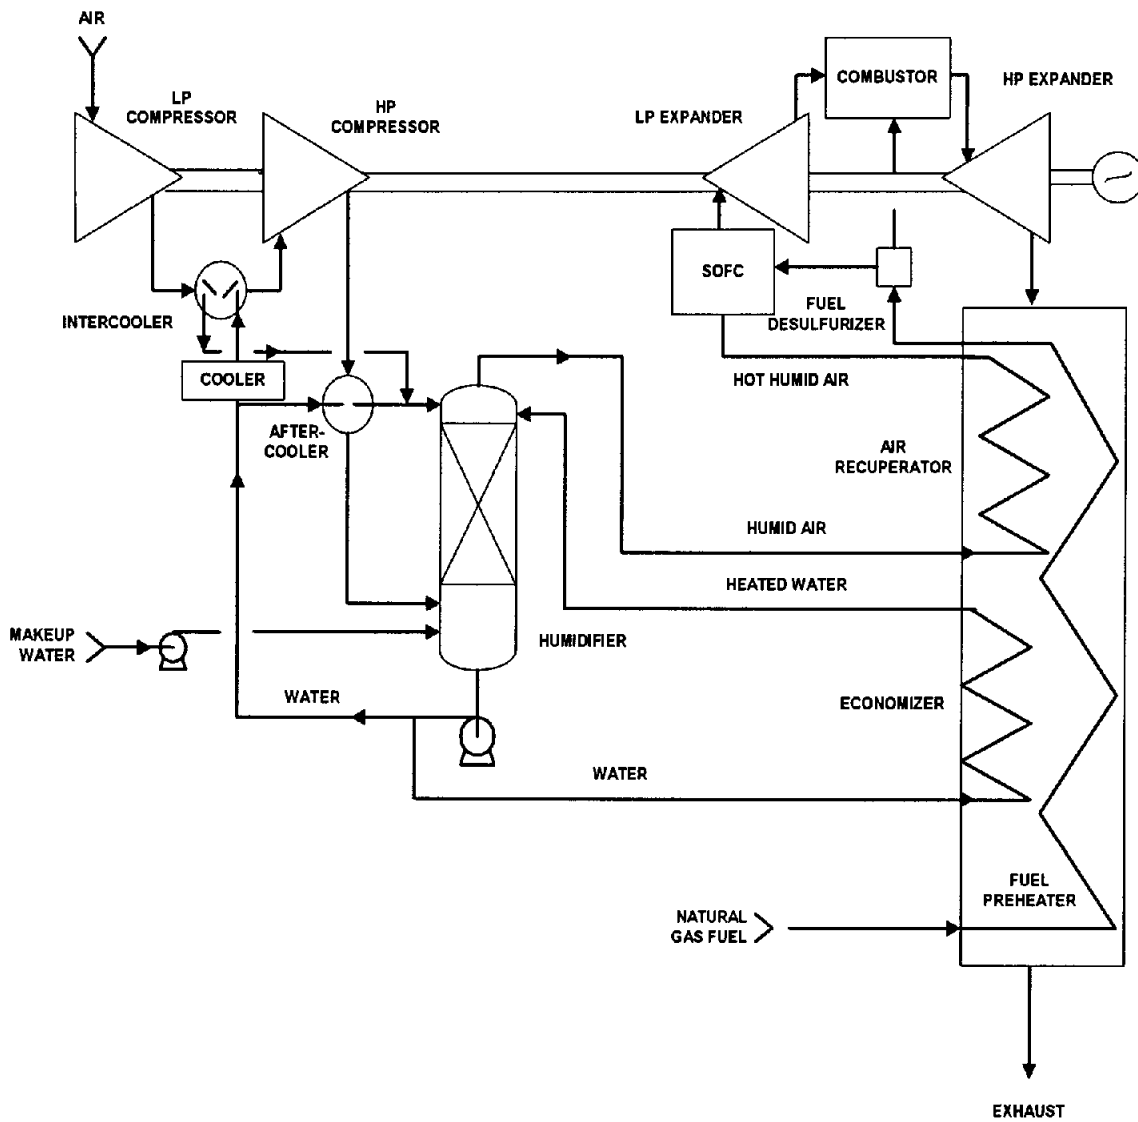 AIR
LP
COMPRESSOR
HP
COMPRESSOR
LP EXPANDER
COMBUSTOR
HP EXPANDER
SOFC
FUEL
DESULFURIZER
INTERCOOLER
COOLER
AFTER-
COOLER
HOT HUMID AIR
AIR
RECUPERATOR
HUMID AIR
HEATED WATER
MAKEUP
WATER
HUMIDIFIER
WATER
ECONOMIZER
WATER
FUEL
PREHEATER
NATURAL
GAS FUEL
EXHAUST